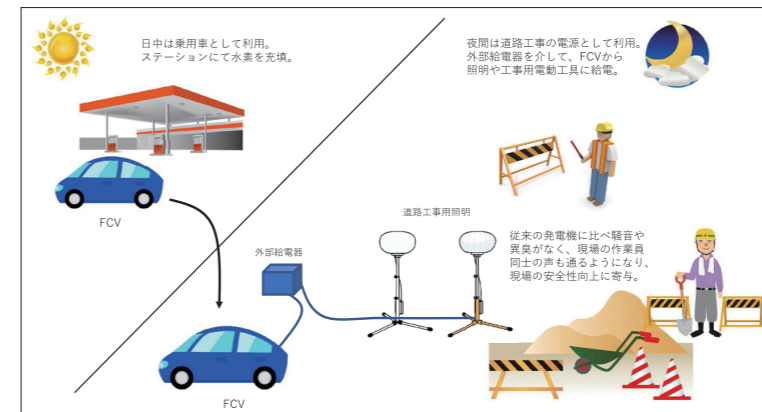 日中は乗用車として利用。
ステーションにて水素を充填。
FCV
夜間は道路工事の電源として利用。
外部給電器を介して、FCVから
照明や工事用電動工具に給電。
道路工事用照明
外部給電器
従来の発電機に比べ騒音や
異臭がなく、現場の作業員
同士の声も通るようになり、
現場の安全性向上に寄与。
FCV